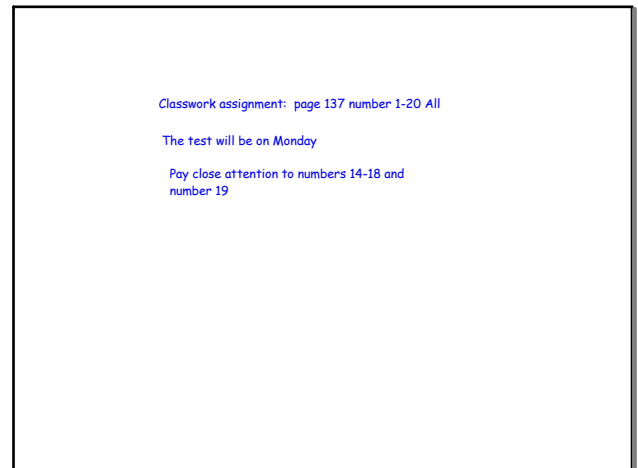 Classwork assignment: page 137 number 1-20 All
The test will be on Monday
Pay close attention to numbers 14-18 and
number 19